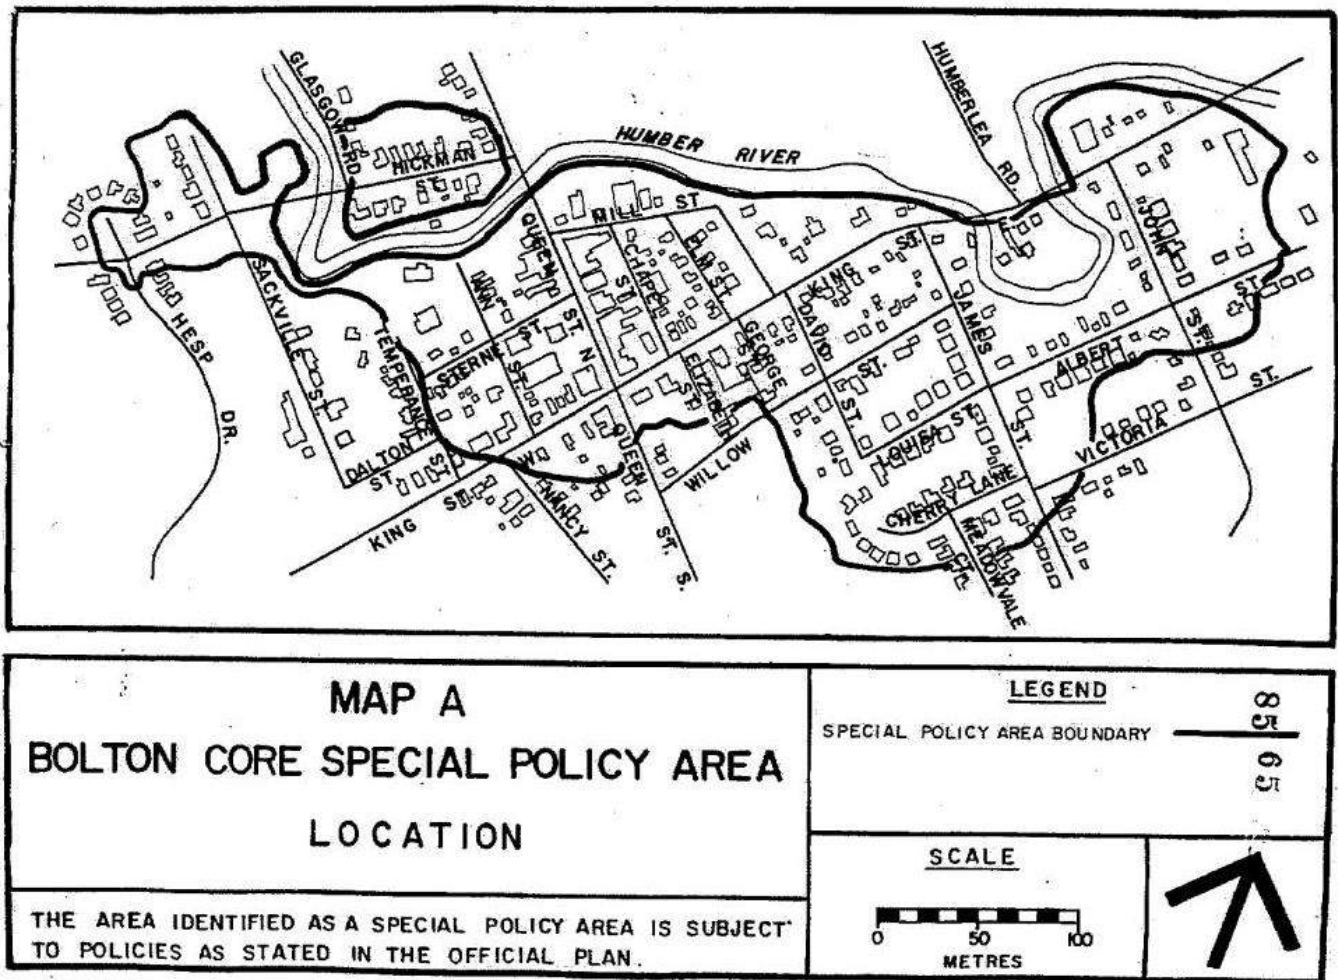 GLASGOW RD
HICKMAN
ST.
HUMBER RIVER
HUMBERLEA RD.
MILL ST
QUEEN ST. N
CHAPEL ST.
ELM ST.
GEORGE ST.
KING ST.
DAVID ST.
JAMES ST.
JOHN ST.
ALBERT ST.
VICTORIA ST.
LOUISA ST.
CHERRY LANE
MEADOWVALE CT.
WILLOW
ELIZABETH ST.
QUEEN ST. S.
NANCY ST.
KING ST. W.
DALTON ST.
TEMPERANCE ST.
STERNE ST.
ANN ST.
SACKVILLE ST.
HESP DR.
MAP A
BOLTON CORE SPECIAL POLICY AREA
LOCATION
THE AREA IDENTIFIED AS A SPECIAL POLICY AREA IS SUBJECT
TO POLICIES AS STATED IN THE OFFICIAL PLAN.
LEGEND
SPECIAL POLICY AREA BOUNDARY
85 65
SCALE
0 50 100
METRES